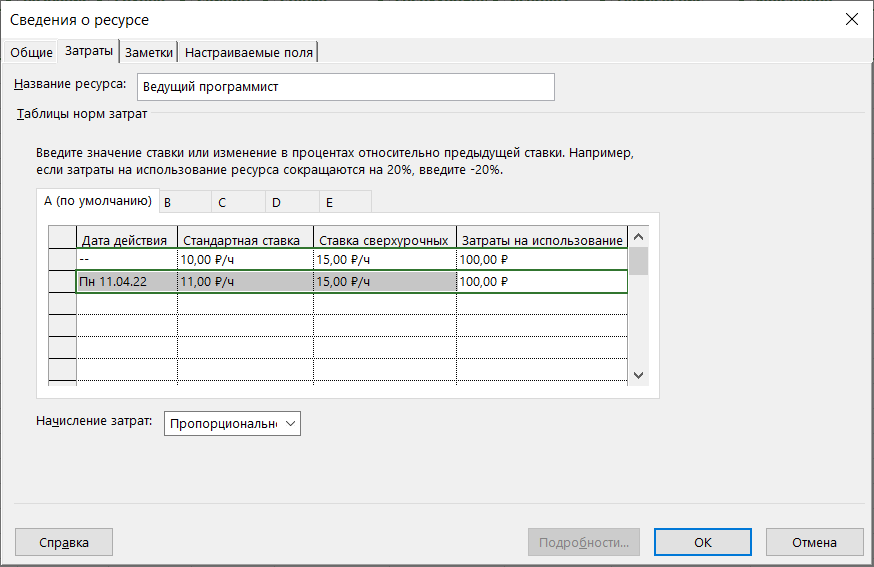 Сведения о ресурсе
Общие Затраты Заметки Настраиваемые поля
Название ресурса: Ведущий программист
Таблицы норм затрат
Введите значение ставки или изменение в процентах относительно предыдущей ставки. Например,
если затраты на использование ресурса сокращаются на 20%, введите -20%.
A (по умолчанию) B C D E
Дата действия Стандартная ставка Ставка сверхурочных Затраты на использование
-- 10,00 ₽/ч 15,00 ₽/ч 100,00 ₽
Пн 11.04.22 11,00 ₽/ч 15,00 ₽/ч 100,00 ₽
Начисление затрат: Пропорциональн
Справка Подробности... ОК Отмена